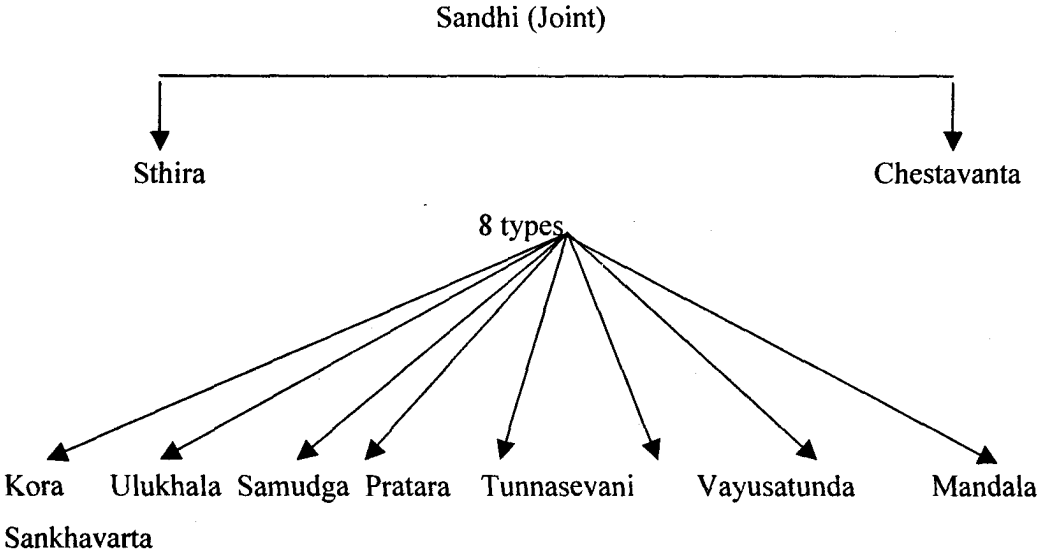 Sandhi (Joint)
Sthira Chestavanta
8 types
Kora Ulukhala Samudga Pratara Tunnasevani Vayusatunda Mandala
Sankhavarta